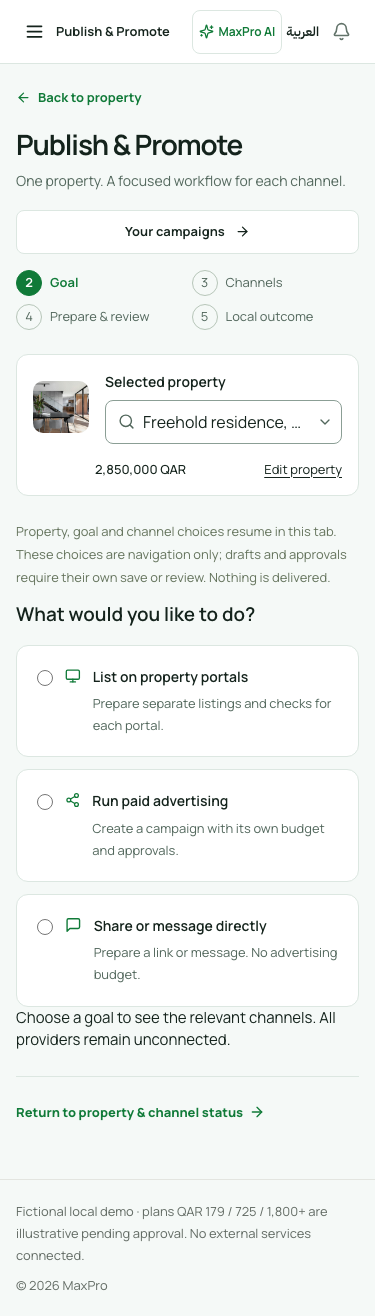 Publish & Promote
MaxPro AI
العربية
Back to property
Publish & Promote
One property. A focused workflow for each channel.
Your campaigns
2 Goal
3 Channels
4 Prepare & review
5 Local outcome
Selected property
Freehold residence, ...
2,850,000 QAR
Edit property
Property, goal and channel choices resume in this tab.
These choices are navigation only; drafts and approvals
require their own save or review. Nothing is delivered.
What would you like to do?
List on property portals
Prepare separate listings and checks for
each portal.
Run paid advertising
Create a campaign with its own budget
and approvals.
Share or message directly
Prepare a link or message. No advertising
budget.
Choose a goal to see the relevant channels. All
providers remain unconnected.
Return to property & channel status
Fictional local demo · plans QAR 179 / 725 / 1,800+ are
illustrative pending approval. No external services
connected.
© 2026 MaxPro